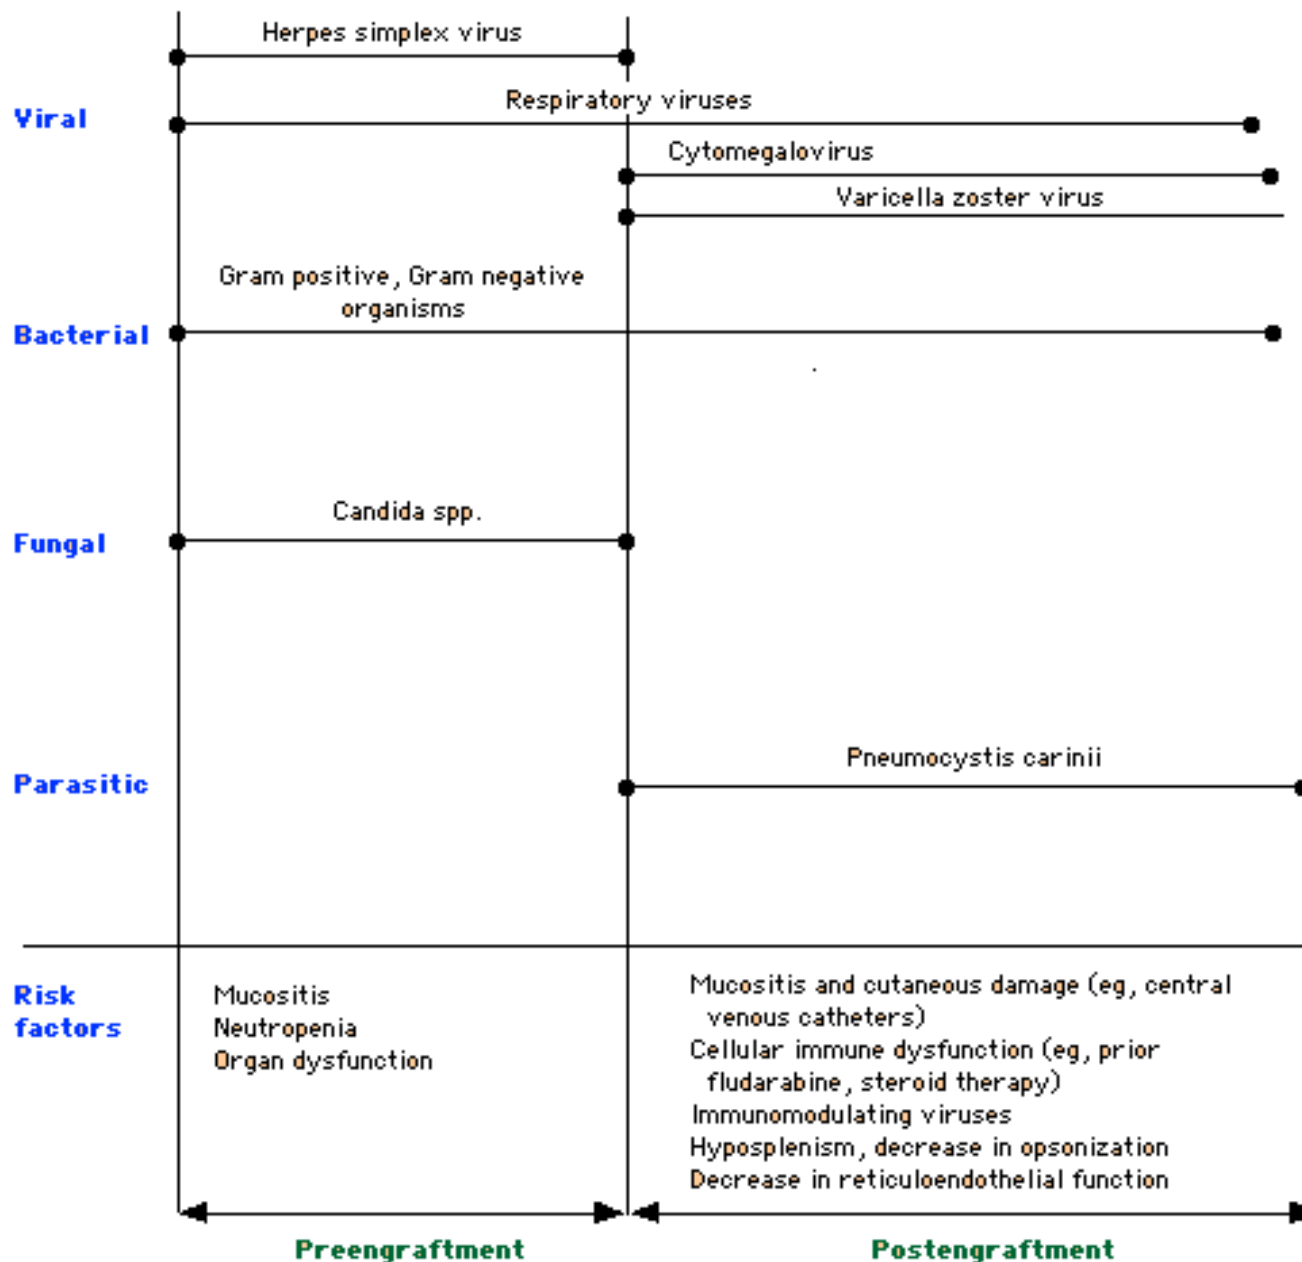 Herpes simplex virus
Viral
Respiratory viruses
Cytomegalovirus
Varicella zoster virus
Gram positive, Gram negative
organisms
Bacterial
Candida spp.
Fungal
Pneumocystis carinii
Parasitic
Risk
factors
Mucositis
Neutropenia
Organ dysfunction
Mucositis and cutaneous damage (eg, central
venous catheters)
Cellular immune dysfunction (eg, prior
fludarabine, steroid therapy)
Immunomodulating viruses
Hyposplenism, decrease in opsonization
Decrease in reticuloendothelial function
Preengraftment
Postengraftment